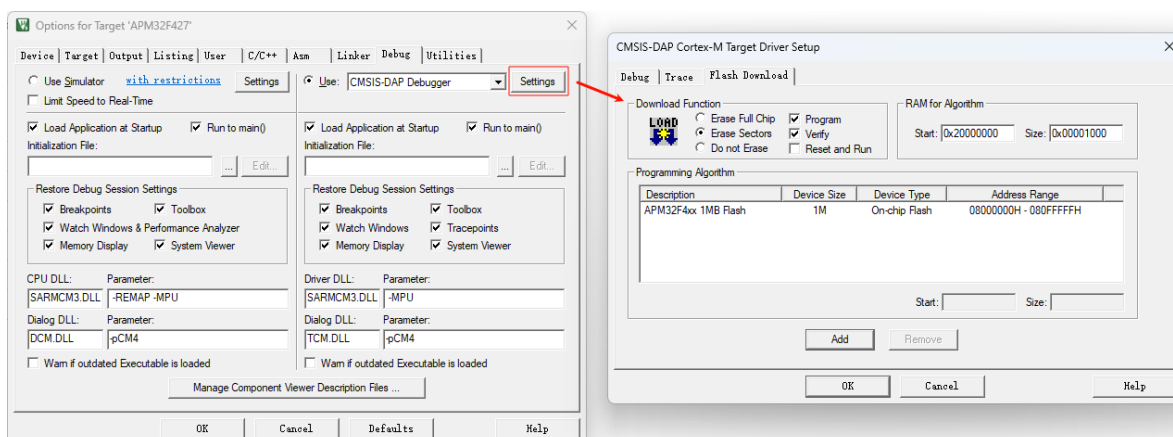 Options for Target 'APM32F427'
Device Target Output Listing User C/C++ Asm Linker Debug Utilities
Use Simulator with restrictions Settings
Limit Speed to Real-Time
Use: CMSIS-DAP Debugger Settings
Load Application at Startup Run to main()
Initialization File:
... Edit...
Load Application at Startup Run to main()
Initialization File:
... Edit...
Restore Debug Session Settings
Breakpoints Toolbox
Watch Windows & Performance Analyzer
Memory Display System Viewer
Restore Debug Session Settings
Breakpoints Toolbox
Watch Windows Tracepoints
Memory Display System Viewer
CPU DLL: Parameter:
SARMCM3.DLL -REMAP -MPU
Dialog DLL: Parameter:
DCM.DLL -pCM4
Warn if outdated Executable is loaded
Driver DLL: Parameter:
SARMCM3.DLL -MPU
Dialog DLL: Parameter:
TCM.DLL -pCM4
Warn if outdated Executable is loaded
Manage Component Viewer Description Files ...
OK Cancel Defaults Help
CMSIS-DAP Cortex-M Target Driver Setup
Debug Trace Flash Download
Download Function
LOAD
Erase Full Chip Program
Erase Sectors Verify
Do not Erase Reset and Run
RAM for Algorithm
Start: 0x20000000 Size: 0x00001000
Programming Algorithm
Description Device Size Device Type Address Range
APM32F4xx 1MB Flash 1M On-chip Flash 08000000H - 080FFFFFH
Start: Size:
Add Remove
OK Cancel Help